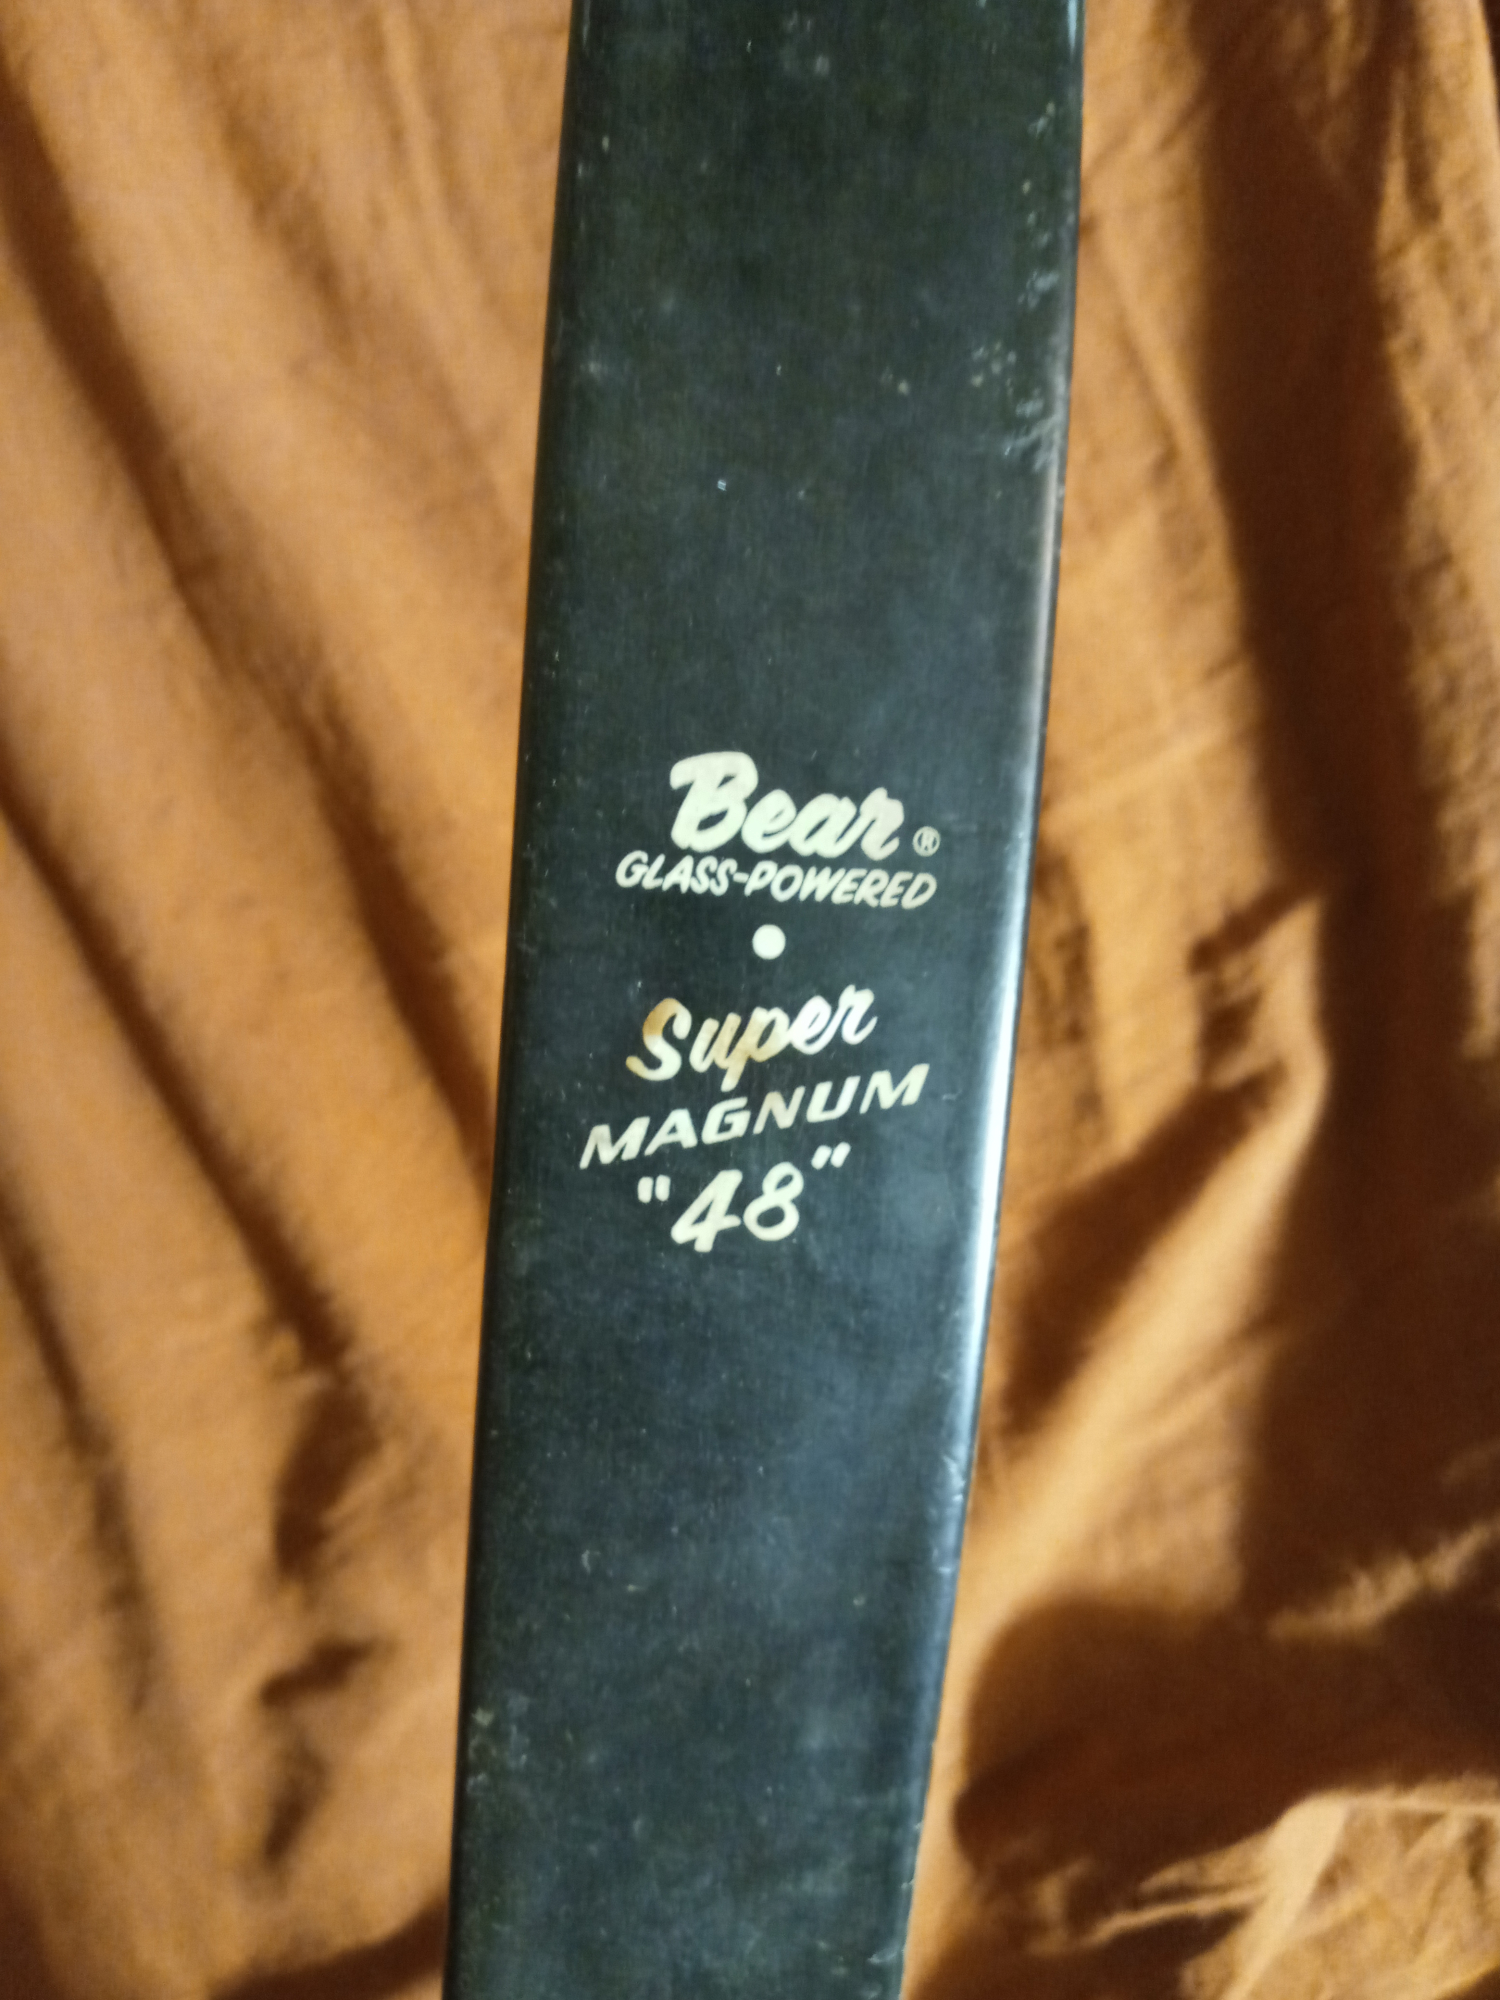 Bear®
GLASS-POWERED
Super
MAGNUM
"48"